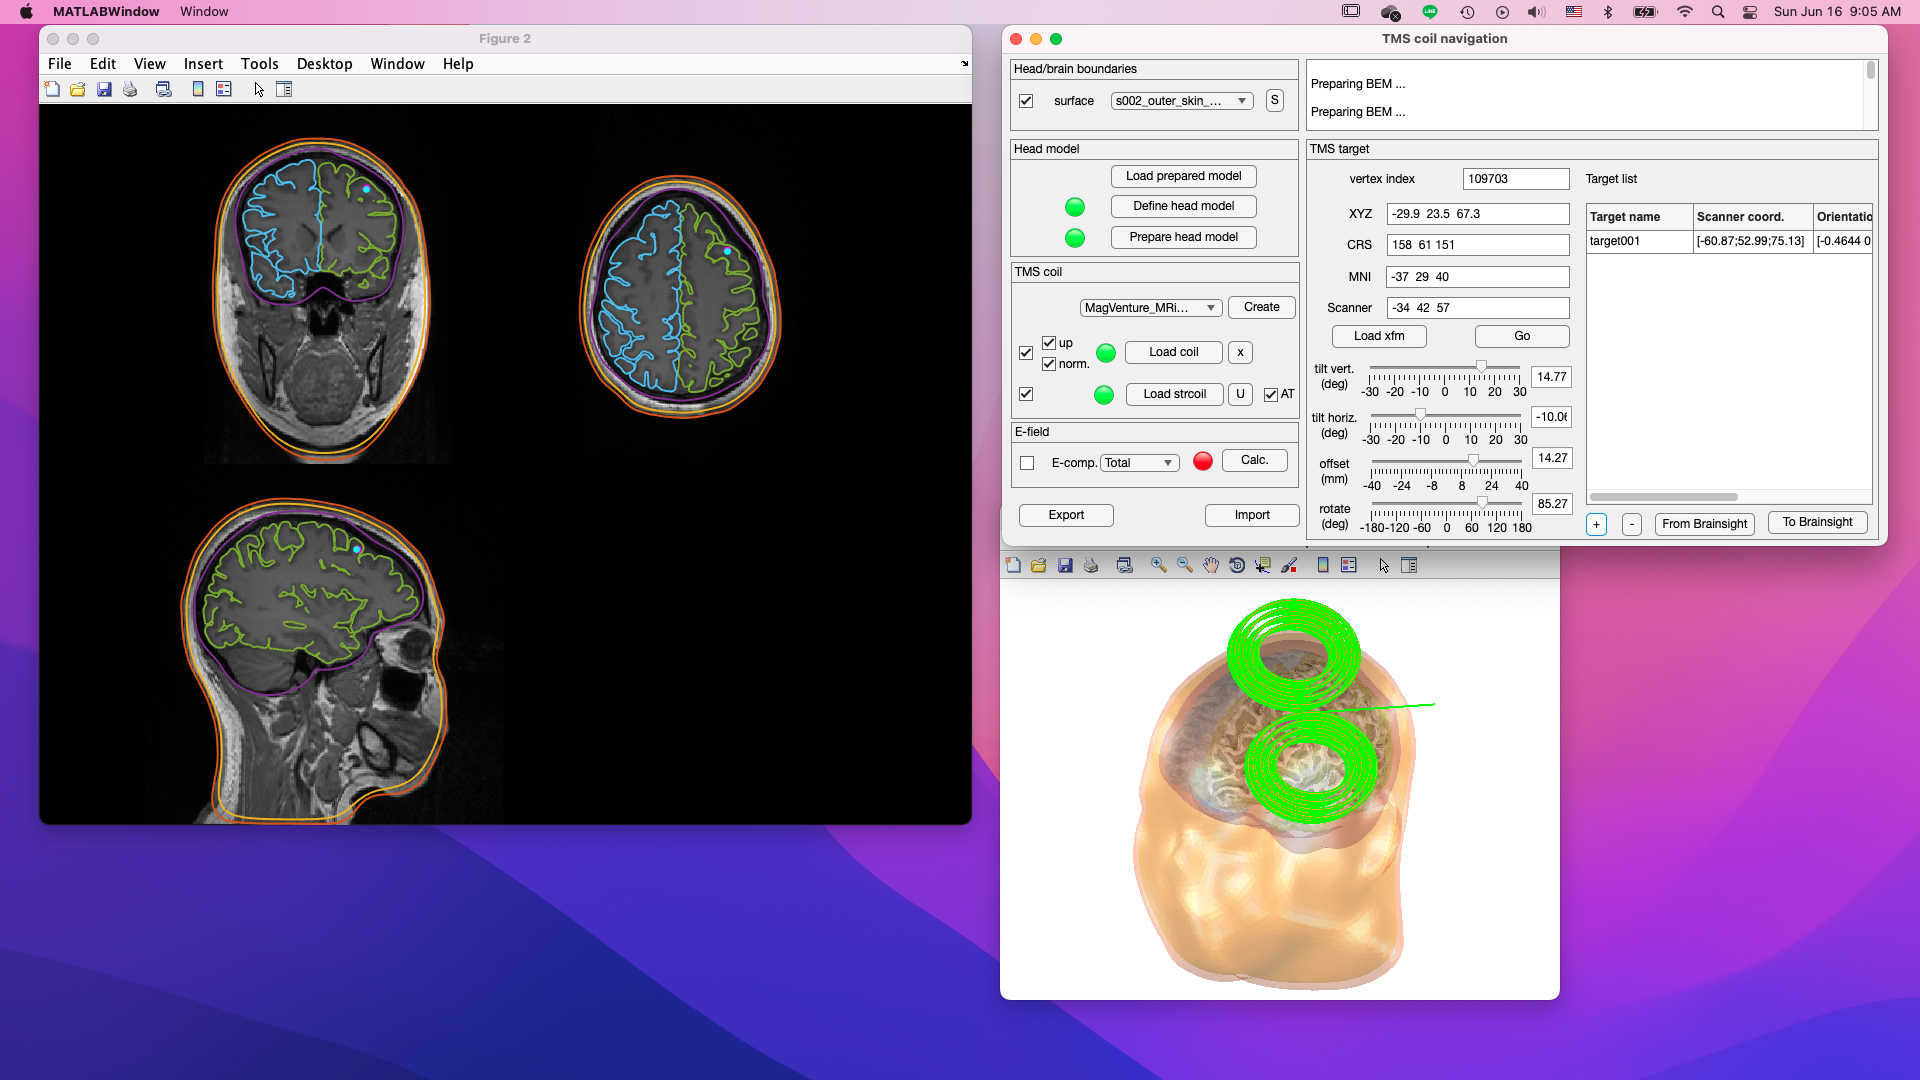 MATLABWindow Window Sun Jun 16 9:05 AM
Figure 2
File Edit View Insert Tools Desktop Window Help
TMS coil navigation
Head/brain boundaries
surface s002_outer_skin_... S
Preparing BEM ...
Preparing BEM ...
Head model
Load prepared model
Define head model
Prepare head model
TMS coil
MagVenture_MRi... Create
up
norm.
Load coil x
Load strcoil U AT
E-field
E-comp. Total Calc.
Export Import
TMS target
vertex index 109703
XYZ -29.9 23.5 67.3
CRS 158 61 151
MNI -37 29 40
Scanner -34 42 57
Load xfm Go
tilt vert.
(deg)
-30 -20 -10 0 10 20 30
14.77
tilt horiz.
(deg)
-30 -20 -10 0 10 20 30
-10.06
offset
(mm)
-40 -24 -8 8 24 40
14.27
rotate
(deg)
-180-120 -60 0 60 120 180
85.27
Target list
Target name Scanner coord. Orientatio
target001 [-60.87;52.99;75.13] [-0.4644 0
+ - From Brainsight To Brainsight